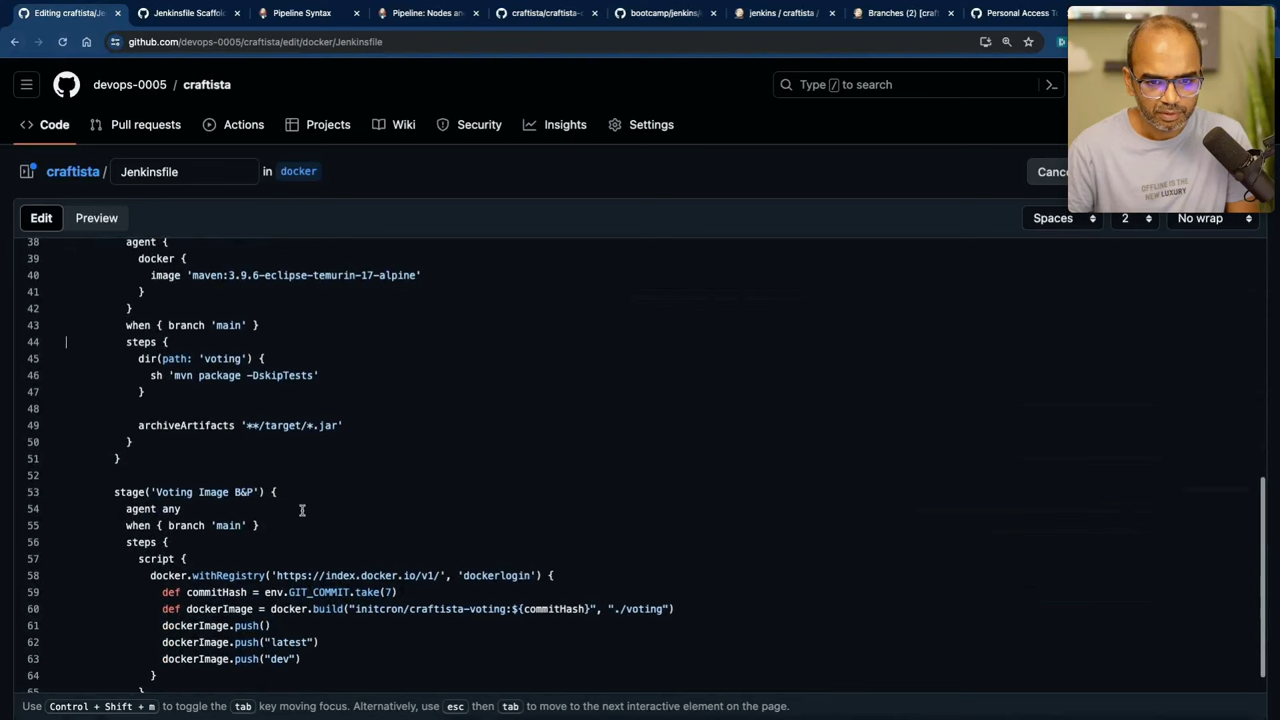 Editing craftista/Je
Jenkinsfile Scaffol
Pipeline Syntax
Pipeline: Nodes an
craftista/craftista-
bootcamp/jenkins/
jenkins / craftista /
Branches (2) [craf
Personal Access T
github.com/devops-0005/craftista/edit/docker/Jenkinsfile
devops-0005 / craftista
Type / to search
Code
Pull requests
Actions
Projects
Wiki
Security
Insights
Settings
craftista / Jenkinsfile in docker
Canc
Edit Preview
Spaces 2 No wrap
38 agent {
39 docker {
40 image 'maven:3.9.6-eclipse-temurin-17-alpine'
41 }
42 }
43 when { branch 'main' }
44 steps {
45 dir(path: 'voting') {
46 sh 'mvn package -DskipTests'
47 }
48
49 archiveArtifacts '**/target/*.jar'
50 }
51 }
52
53 stage('Voting Image B&P') {
54 agent any
55 when { branch 'main' }
56 steps {
57 script {
58 docker.withRegistry('https://index.docker.io/v1/', 'dockerlogin') {
59 def commitHash = env.GIT_COMMIT.take(7)
60 def dockerImage = docker.build("initcron/craftista-voting:${commitHash}", "./voting")
61 dockerImage.push()
62 dockerImage.push("latest")
63 dockerImage.push("dev")
64 }
65 }
Use Control + Shift + m to toggle the tab key moving focus. Alternatively, use esc then tab to move to the next interactive element on the page.
OFFLINE IS THE
NEW LUXURY